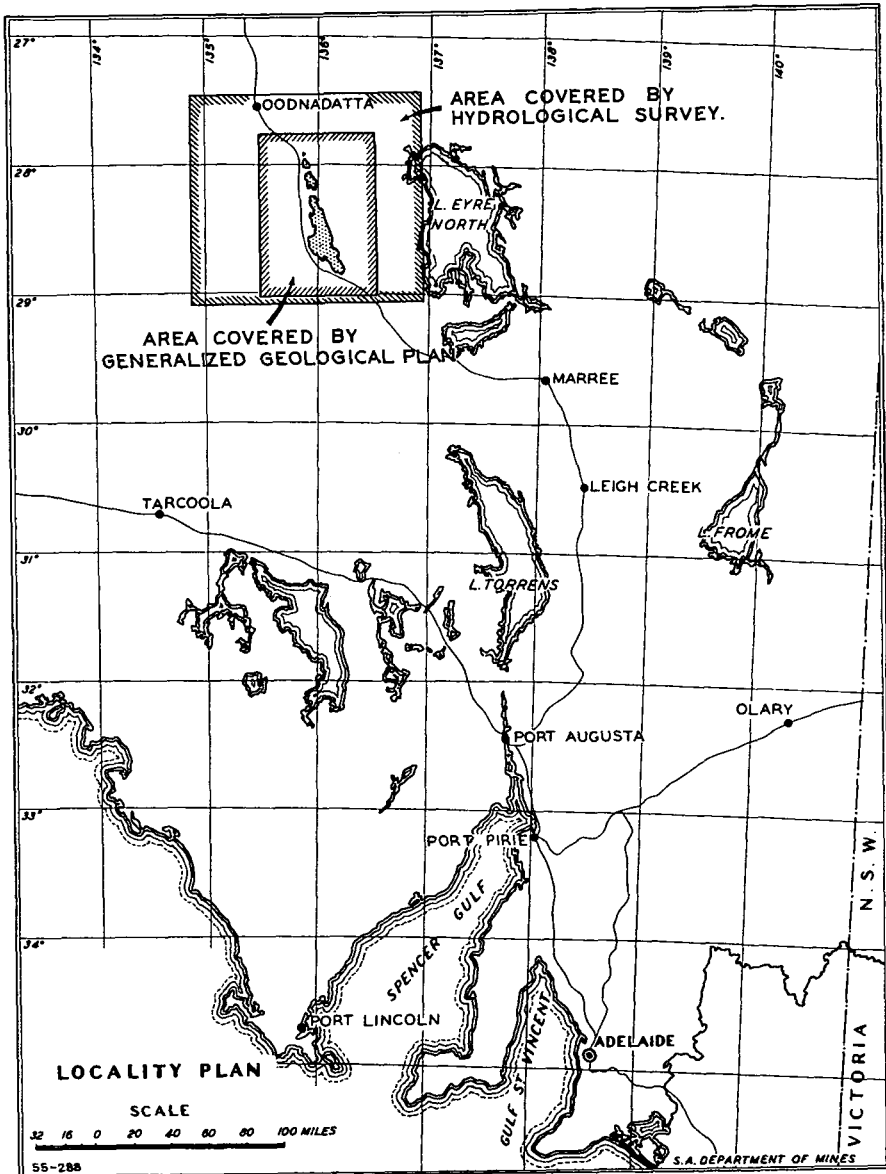 134°
135°
136°
137°
138°
139°
140°
27°
OODNADATTA
AREA COVERED BY
HYDROLOGICAL SURVEY.
28°
L. EYRE
NORTH
29°
AREA COVERED BY
GENERALIZED GEOLOGICAL PLAN
MARREE
30°
LEIGH CREEK
TARCOOLA
L. FROME
31°
L. TORRENS
32°
OLARY
PORT AUGUSTA
33°
PORT PIRIE
SPENCER GULF
N. S. W.
34°
PORT LINCOLN
GULF ST VINCENT
ADELAIDE
VICTORIA
LOCALITY PLAN
SCALE
32 16 0 20 40 60 80 100 MILES
55-288
S.A. DEPARTMENT OF MINES